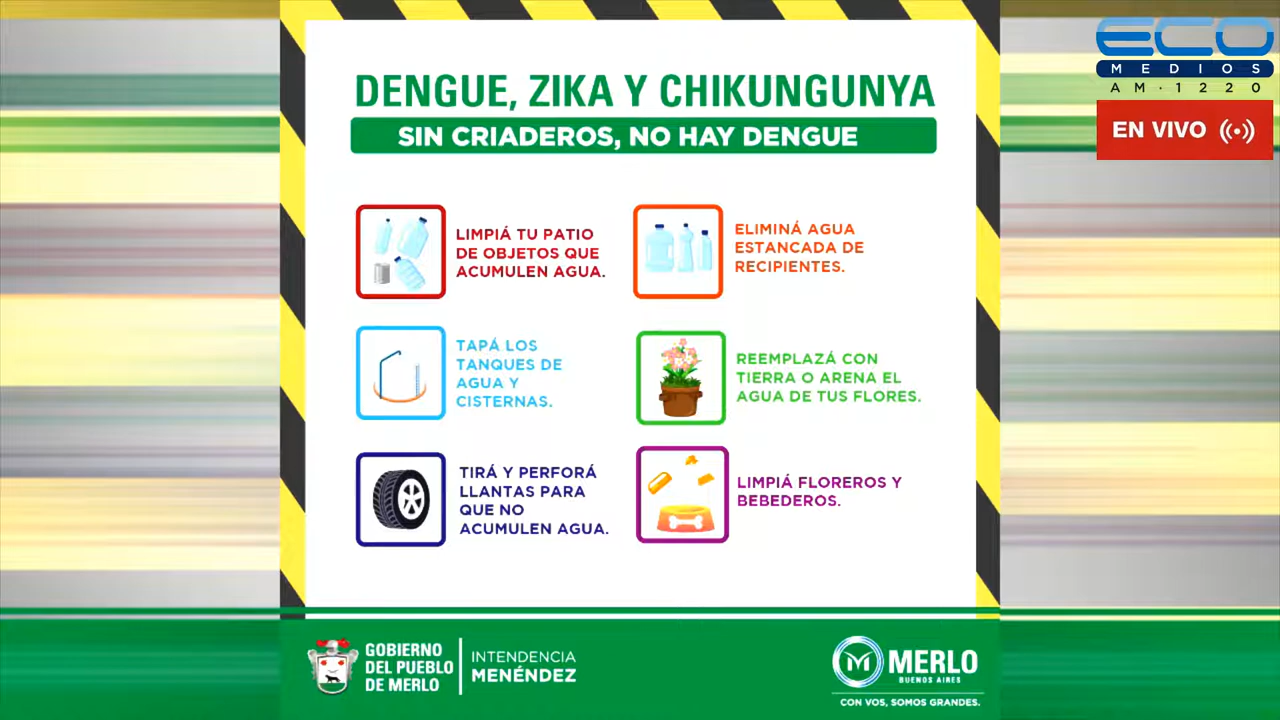 ECO
MEDIOS
AM·1220
EN VIVO
DENGUE, ZIKA Y CHIKUNGUNYA
SIN CRIADEROS, NO HAY DENGUE
LIMPIÁ TU PATIO
DE OBJETOS QUE
ACUMULEN AGUA.
ELIMINÁ AGUA
ESTANCADA DE
RECIPIENTES.
TAPÁ LOS
TANQUES DE
AGUA Y
CISTERNAS.
REEMPLAZÁ CON
TIERRA O ARENA EL
AGUA DE TUS FLORES.
TIRÁ Y PERFORÁ
LLANTAS PARA
QUE NO
ACUMULEN AGUA.
LIMPIÁ FLOREROS Y
BEBEDEROS.
GOBIERNO
DEL PUEBLO
DE MERLO
INTENDENCIA
MENÉNDEZ
MERLO
BUENOS AIRES
CON VOS, SOMOS GRANDES.